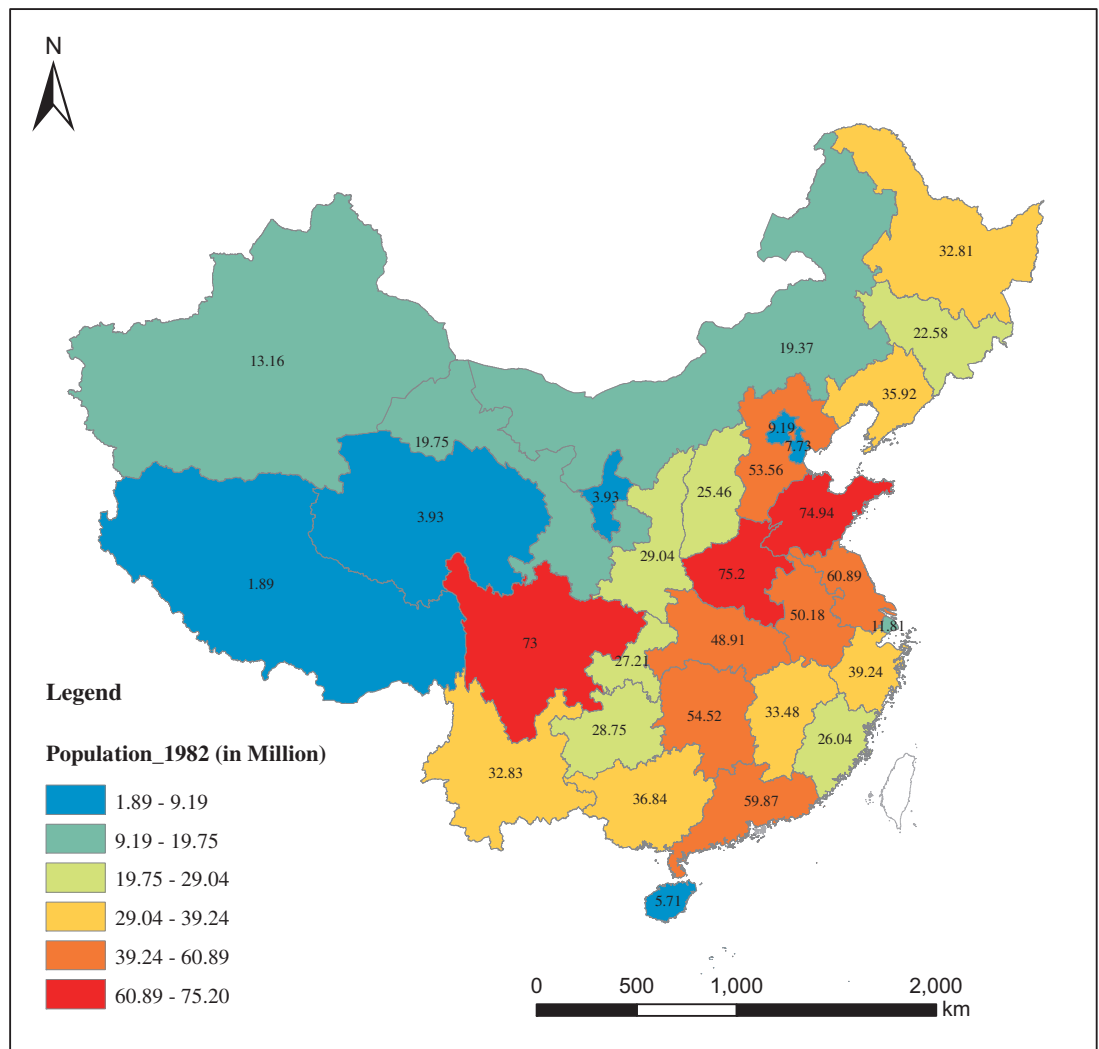 N
32.81
22.58
13.16
19.37
35.92
9.19
19.75
7.73
53.56
25.46
3.93
74.94
3.93
29.04
75.2
60.89
1.89
50.18
11.81
48.91
73
27.21
39.24
33.48
54.52
28.75
26.04
32.83
36.84
59.87
5.71
Legend
Population_1982 (in Million)
1.89 - 9.19
9.19 - 19.75
19.75 - 29.04
29.04 - 39.24
39.24 - 60.89
60.89 - 75.20
0 500 1,000 2,000
km